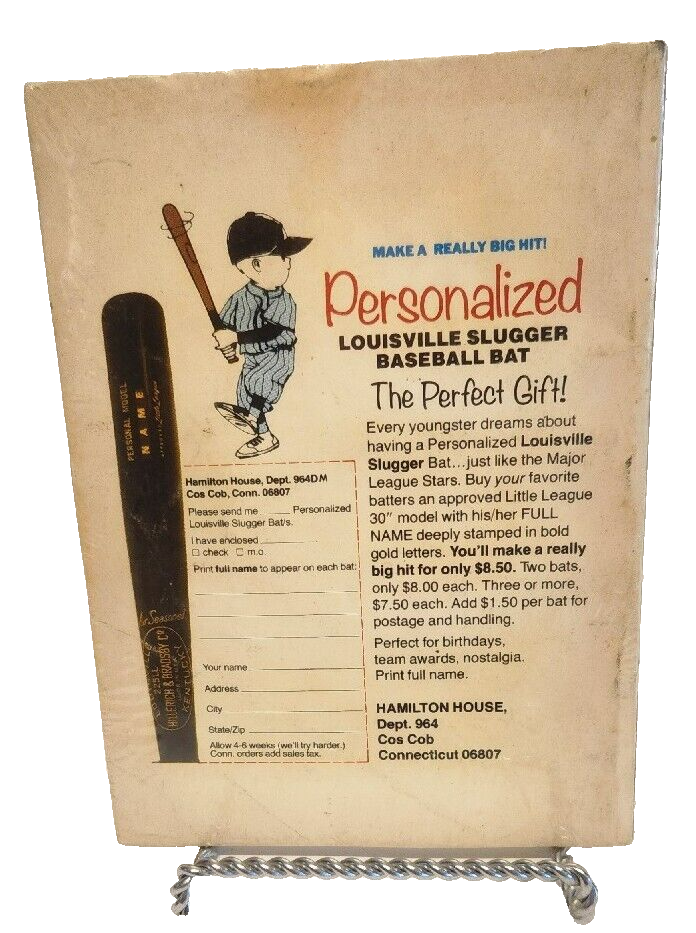 MAKE A REALLY BIG HIT!
Personalized
LOUISVILLE SLUGGER
BASEBALL BAT
The Perfect Gift!
Every youngster dreams about
having a Personalized Louisville
Slugger Bat...just like the Major
League Stars. Buy your favorite
batters an approved Little League
30" model with his/her FULL
NAME deeply stamped in bold
gold letters. You'll make a really
big hit for only $8.50. Two bats,
only $8.00 each. Three or more,
$7.50 each. Add $1.50 per bat for
postage and handling.
Perfect for birthdays,
team awards, nostalgia.
Print full name.
HAMILTON HOUSE,
Dept. 964
Cos Cob
Connecticut 06807
PERSONAL MODEL
NAME
HILLERICH & BRADSBY Co
KENTUCKY
Hamilton House, Dept. 964DM
Cos Cob, Conn. 06807
Please send me ____ Personalized
Louisville Slugger Bat/s.
I have enclosed ____
☐ check ☐ m.o.
Print full name to appear on each bat:
Your name
Address
City
State/Zip
Allow 4-6 weeks (we'll try harder.)
Conn. orders add sales tax.